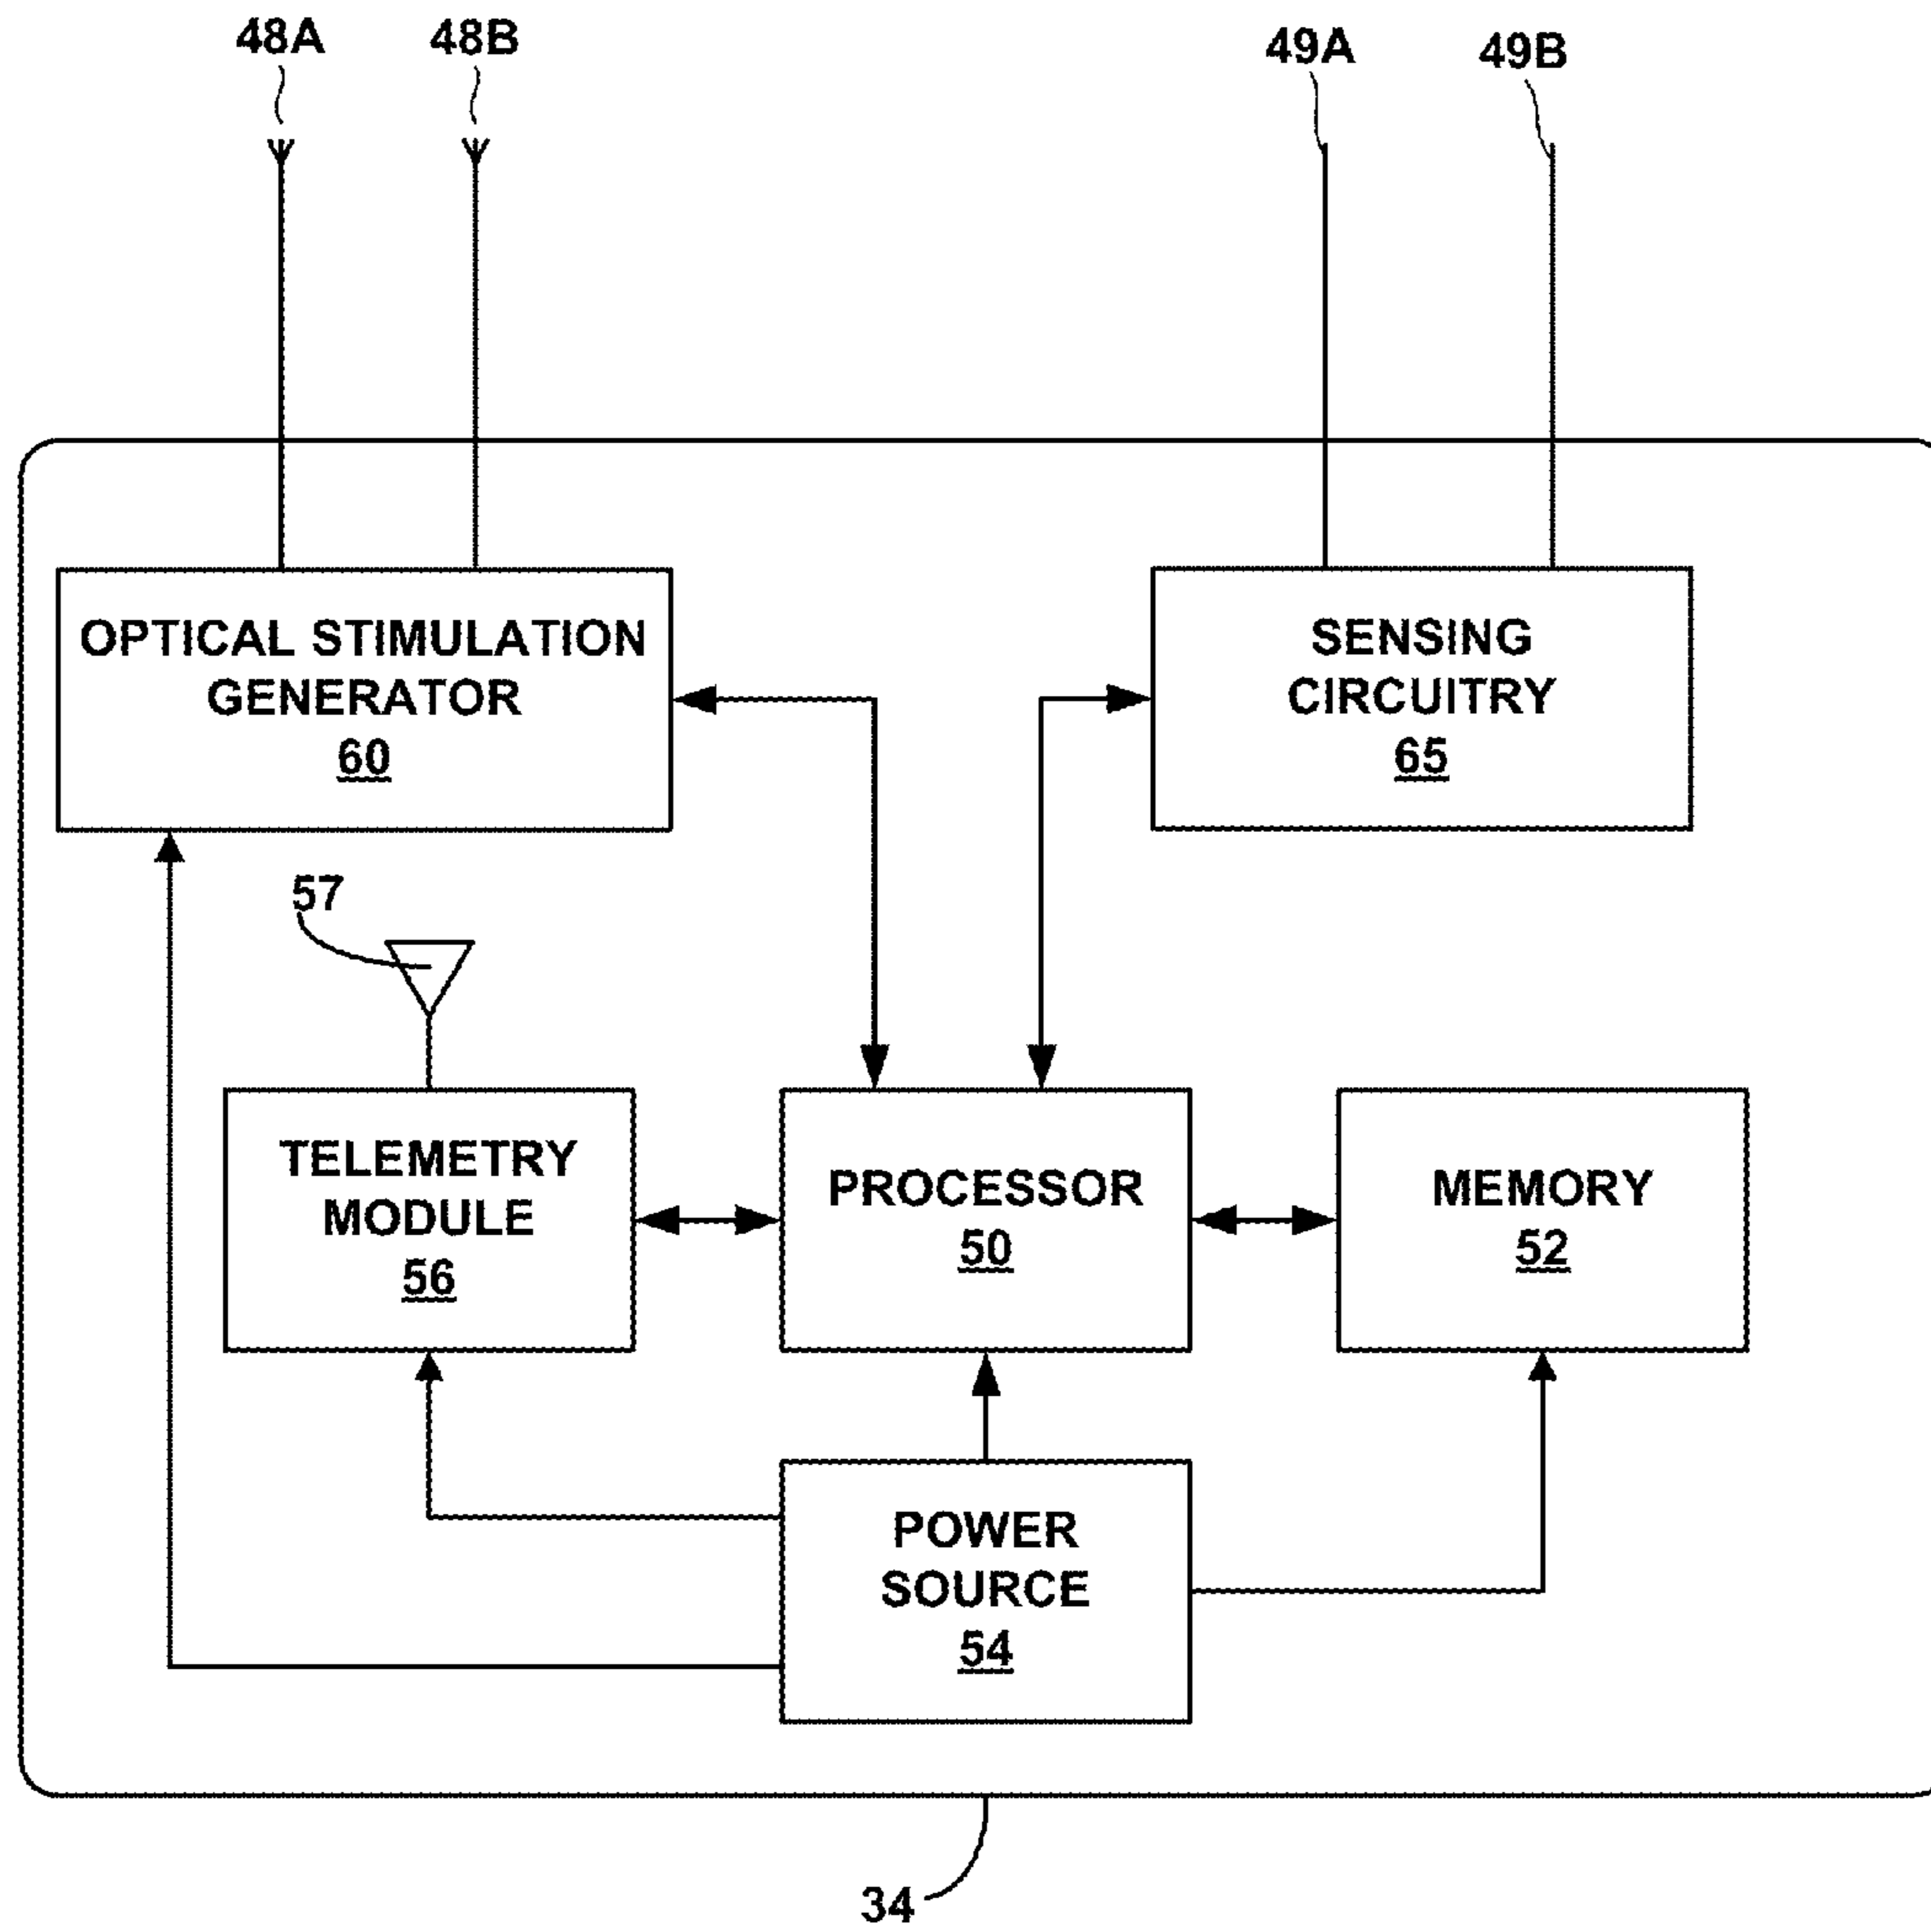 48A
48B
49A
49B
OPTICAL STIMULATION
GENERATOR
60
SENSING
CIRCUITRY
65
57
TELEMETRY
MODULE
56
PROCESSOR
50
MEMORY
52
POWER
SOURCE
54
34